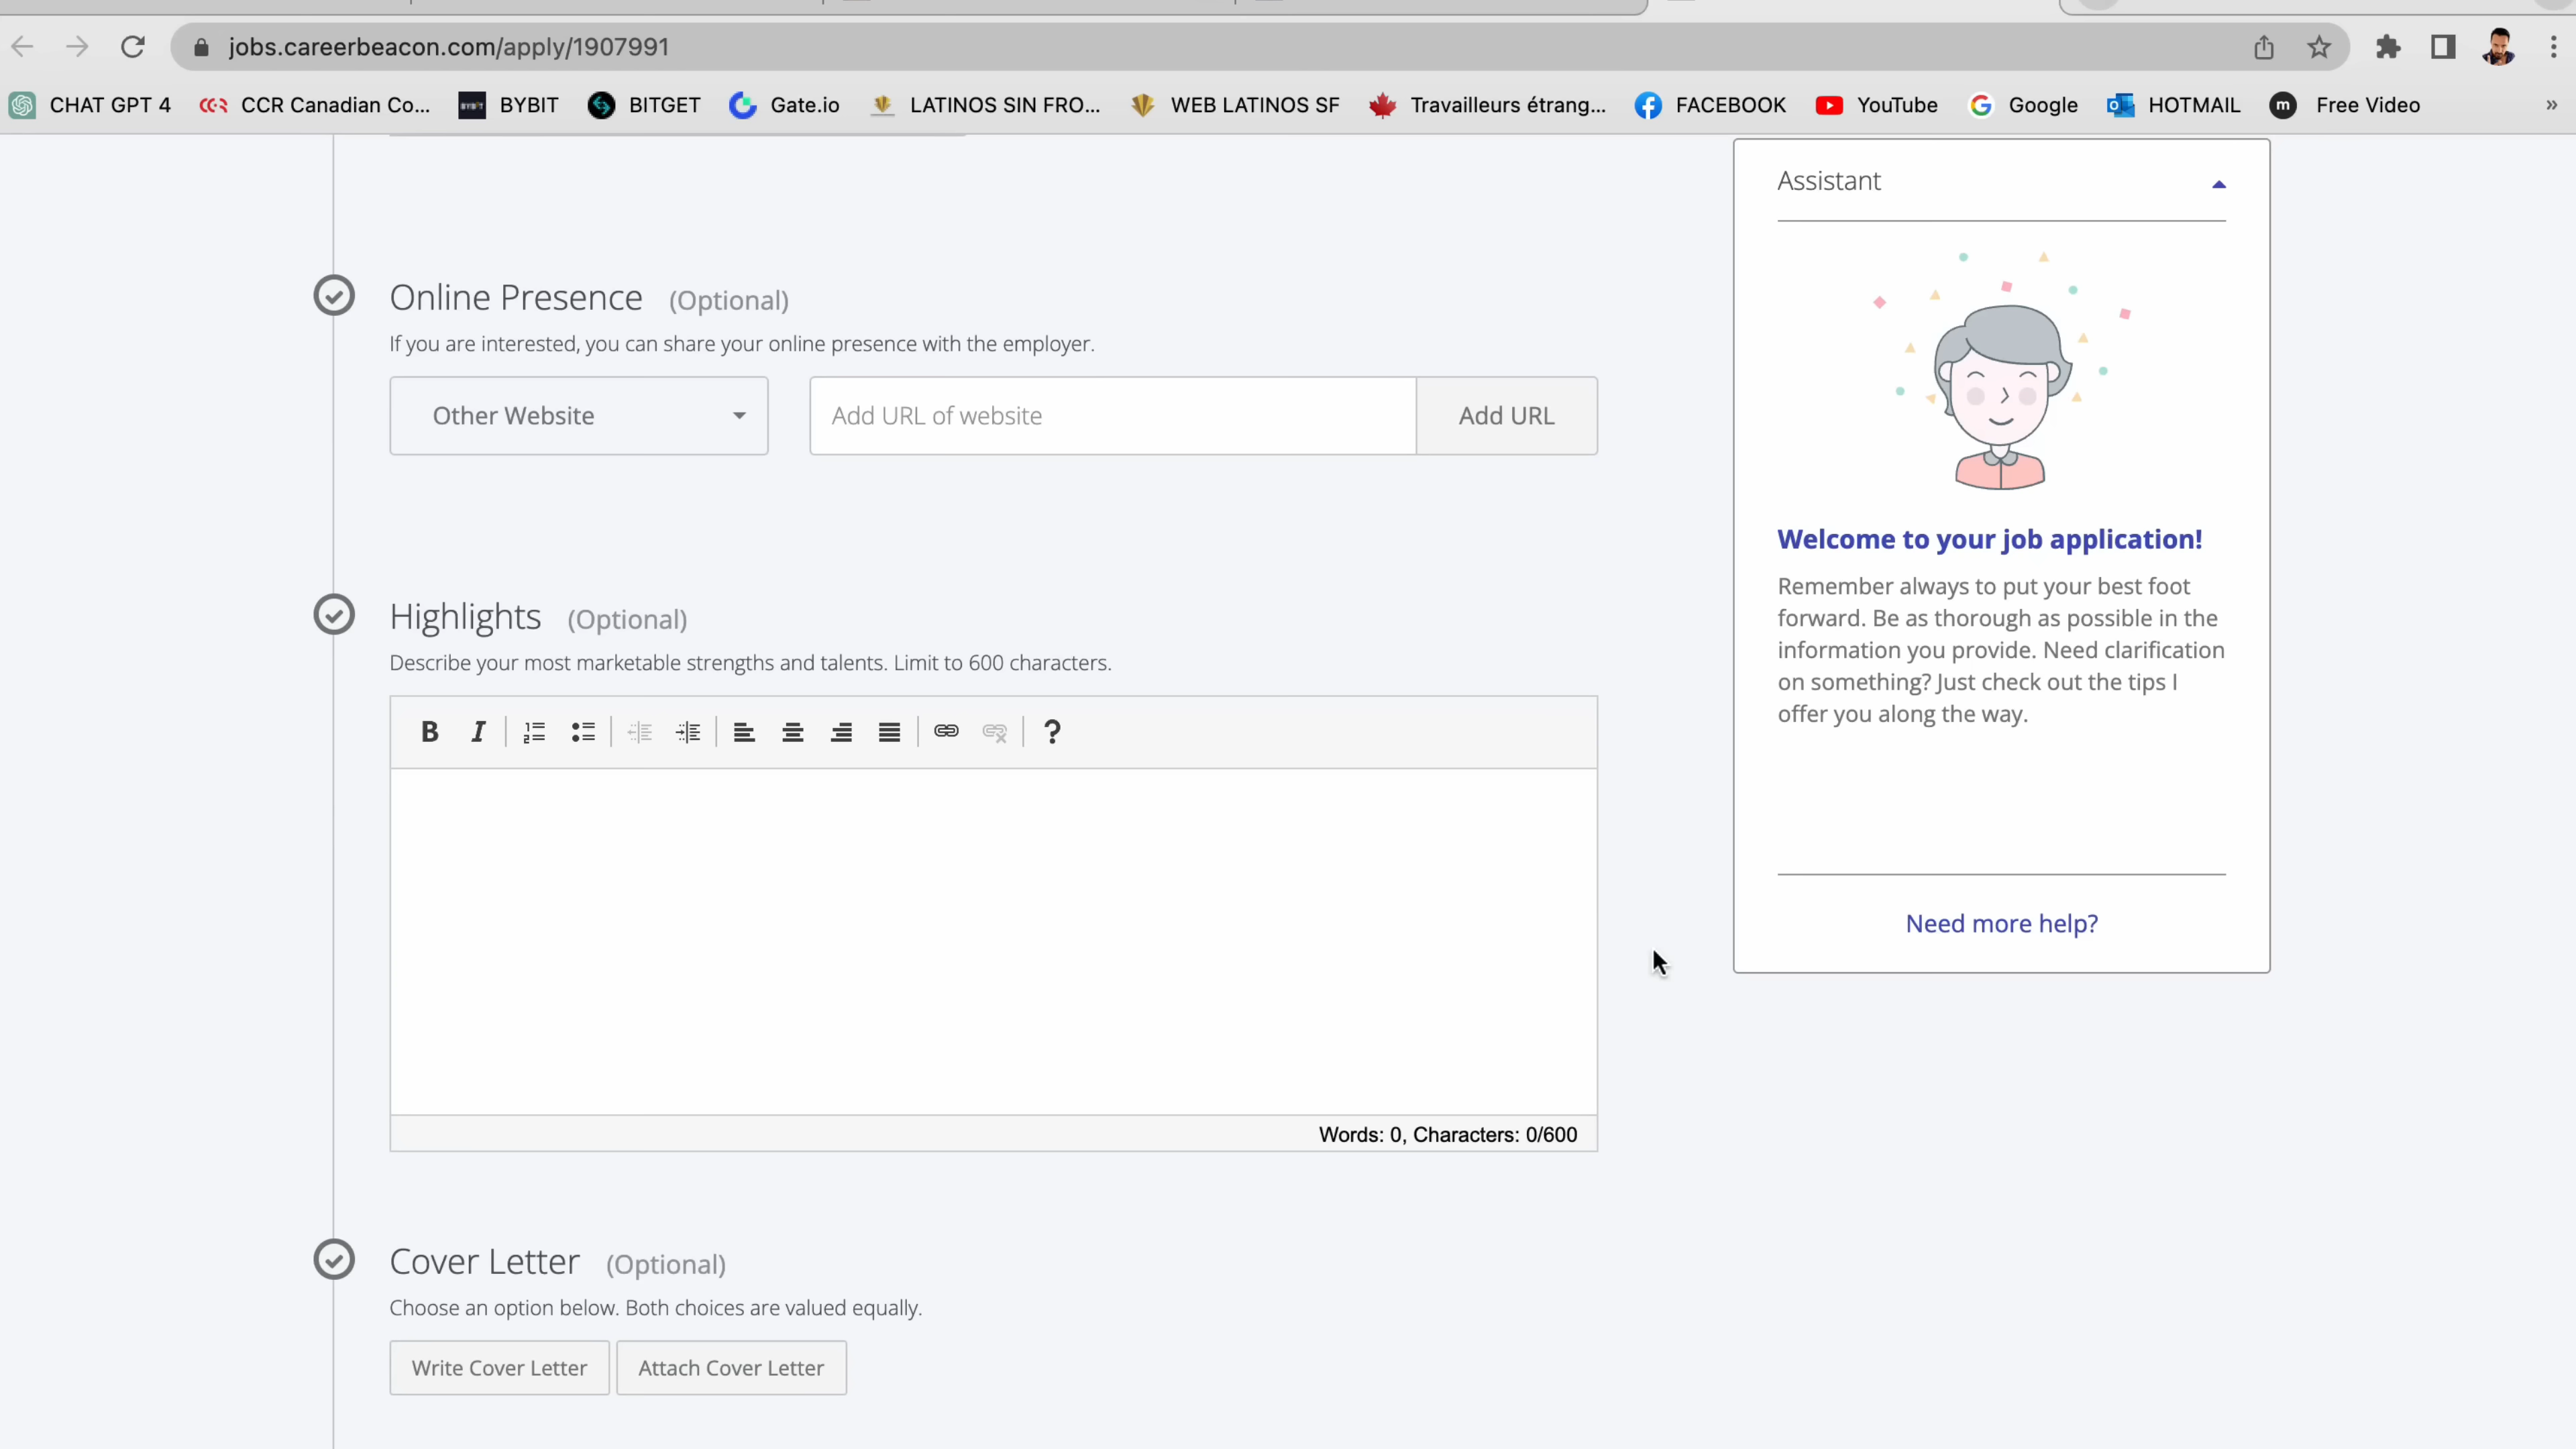 jobs.careerbeacon.com/apply/1907991
CHAT GPT 4 CCR Canadian Co... BYBIT BITGET Gate.io LATINOS SIN FRO... WEB LATINOS SF Travailleurs étrang... FACEBOOK YouTube Google HOTMAIL m Free Video »
Assistant
Online Presence (Optional)
If you are interested, you can share your online presence with the employer.
Other Website Add URL of website Add URL
Welcome to your job application!
Remember always to put your best foot
forward. Be as thorough as possible in the
information you provide. Need clarification
on something? Just check out the tips I
offer you along the way.
Need more help?
Highlights (Optional)
Describe your most marketable strengths and talents. Limit to 600 characters.
B I ?
Words: 0, Characters: 0/600
Cover Letter (Optional)
Choose an option below. Both choices are valued equally.
Write Cover Letter Attach Cover Letter